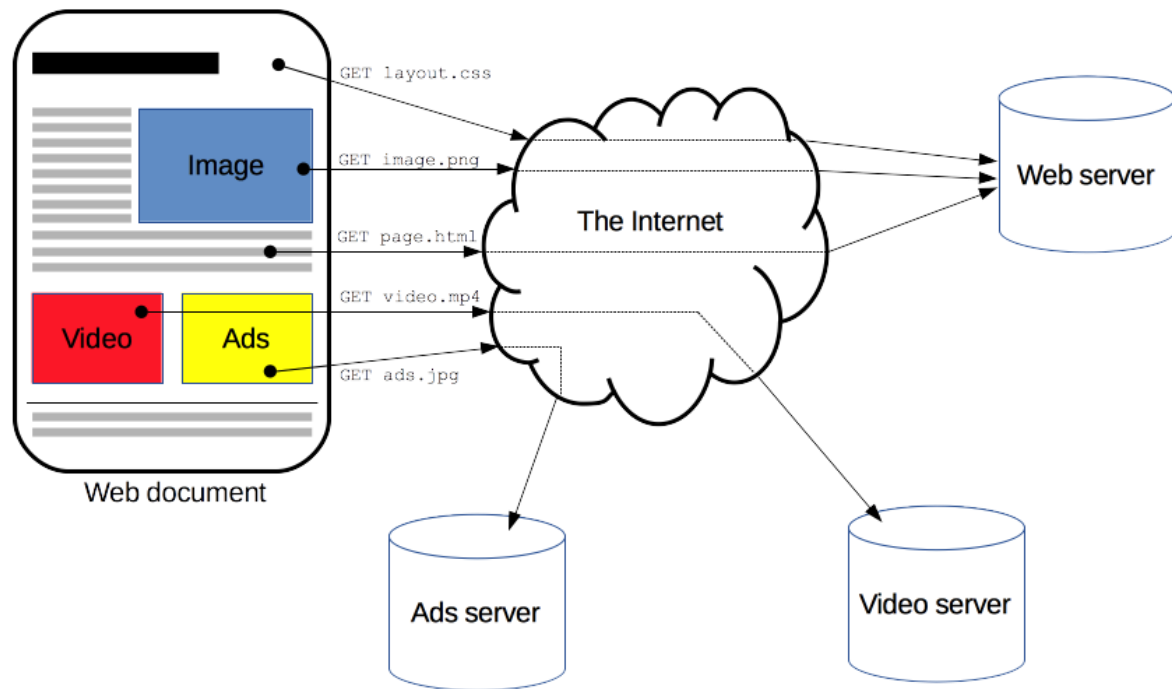 GET layout.css
Image
GET image.png
Web server
The Internet
GET page.html
GET video.mp4
Video
Ads
GET ads.jpg
Web document
Ads server
Video server